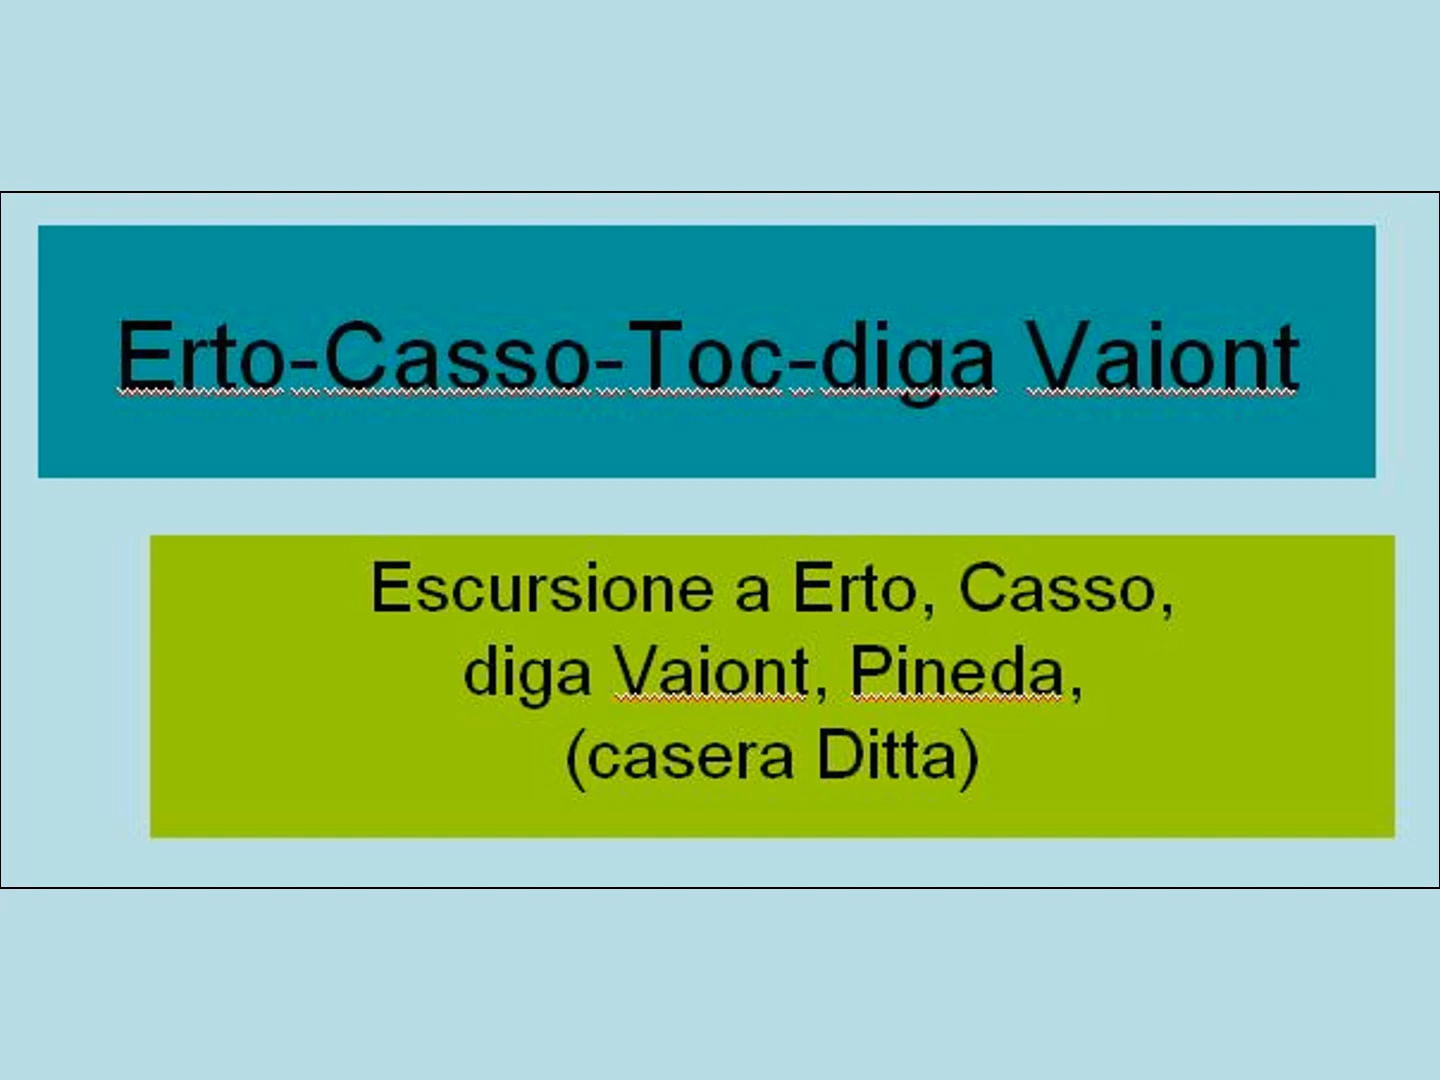 Erto-Casso-Toc-diga Vaiont
Escursione a Erto, Casso,
diga Vaiont, Pineda,
(casera Ditta)